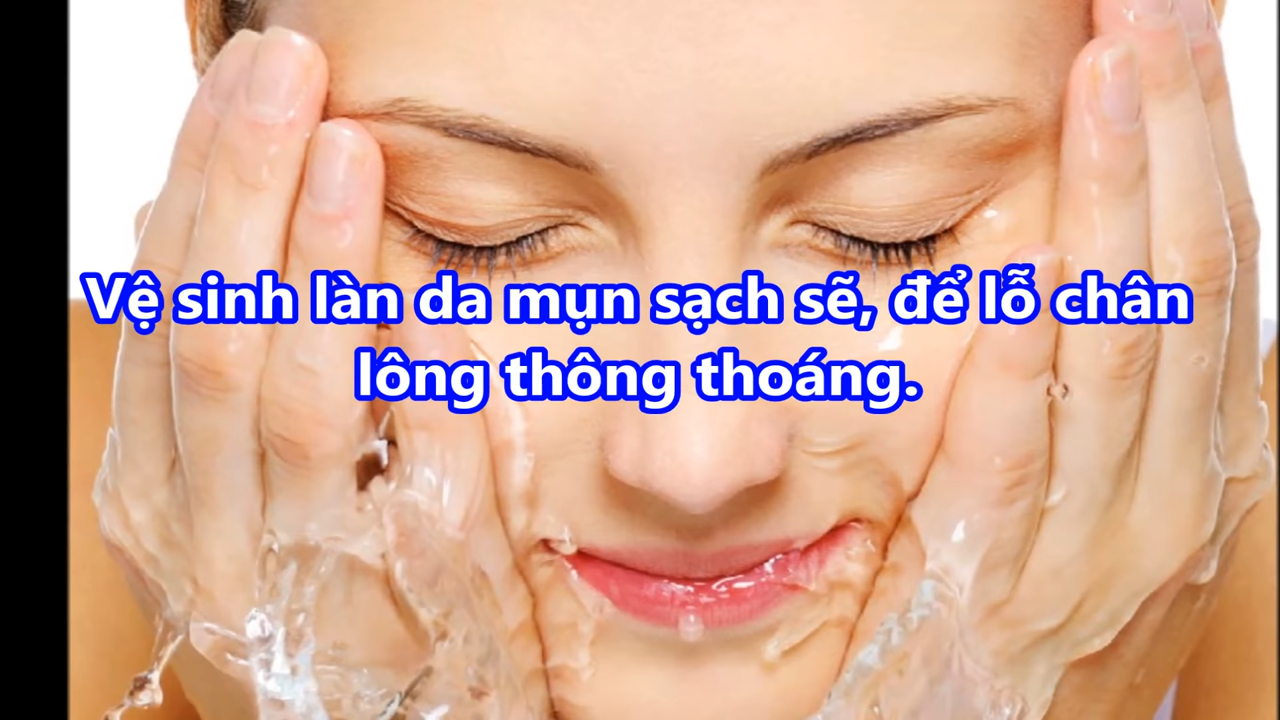 Vệ sinh làn da mụn sạch sẽ, để lỗ chân
lông thông thoáng.